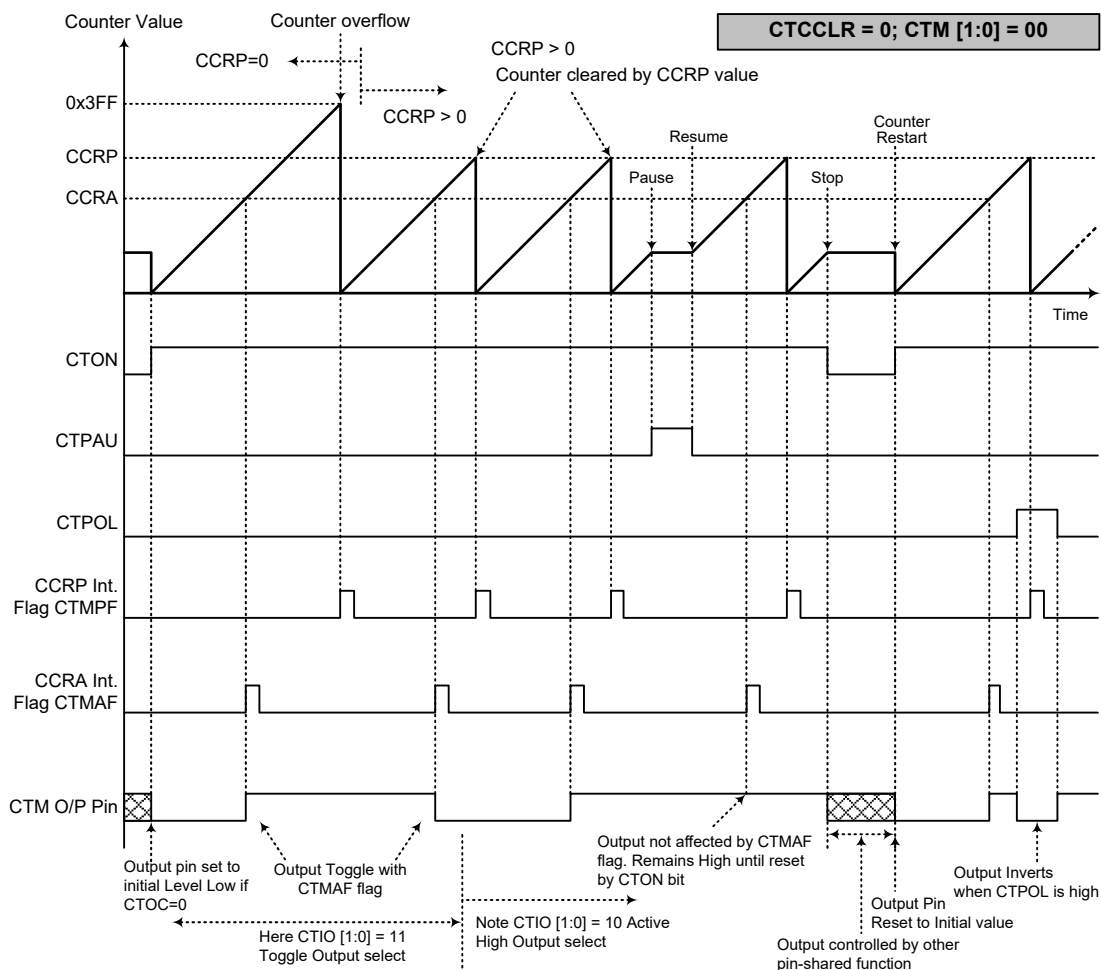 Counter Value
Counter overflow
CTCCLR = 0; CTM [1:0] = 00
CCRP=0
CCRP > 0
CCRP > 0
Counter cleared by CCRP value
0x3FF
CCRP
CCRA
Pause
Resume
Stop
Counter
Restart
Time
CTON
CTPAU
CTPOL
CCRP Int.
Flag CTMPF
CCRA Int.
Flag CTMAF
CTM O/P Pin
Output pin set to
initial Level Low if
CTOC=0
Output Toggle with
CTMAF flag
Here CTIO [1:0] = 11
Toggle Output select
Output not affected by CTMAF
flag. Remains High until reset
by CTON bit
Note CTIO [1:0] = 10 Active
High Output select
Output controlled by other
pin-shared function
Output Pin
Reset to Initial value
Output Inverts
when CTPOL is high